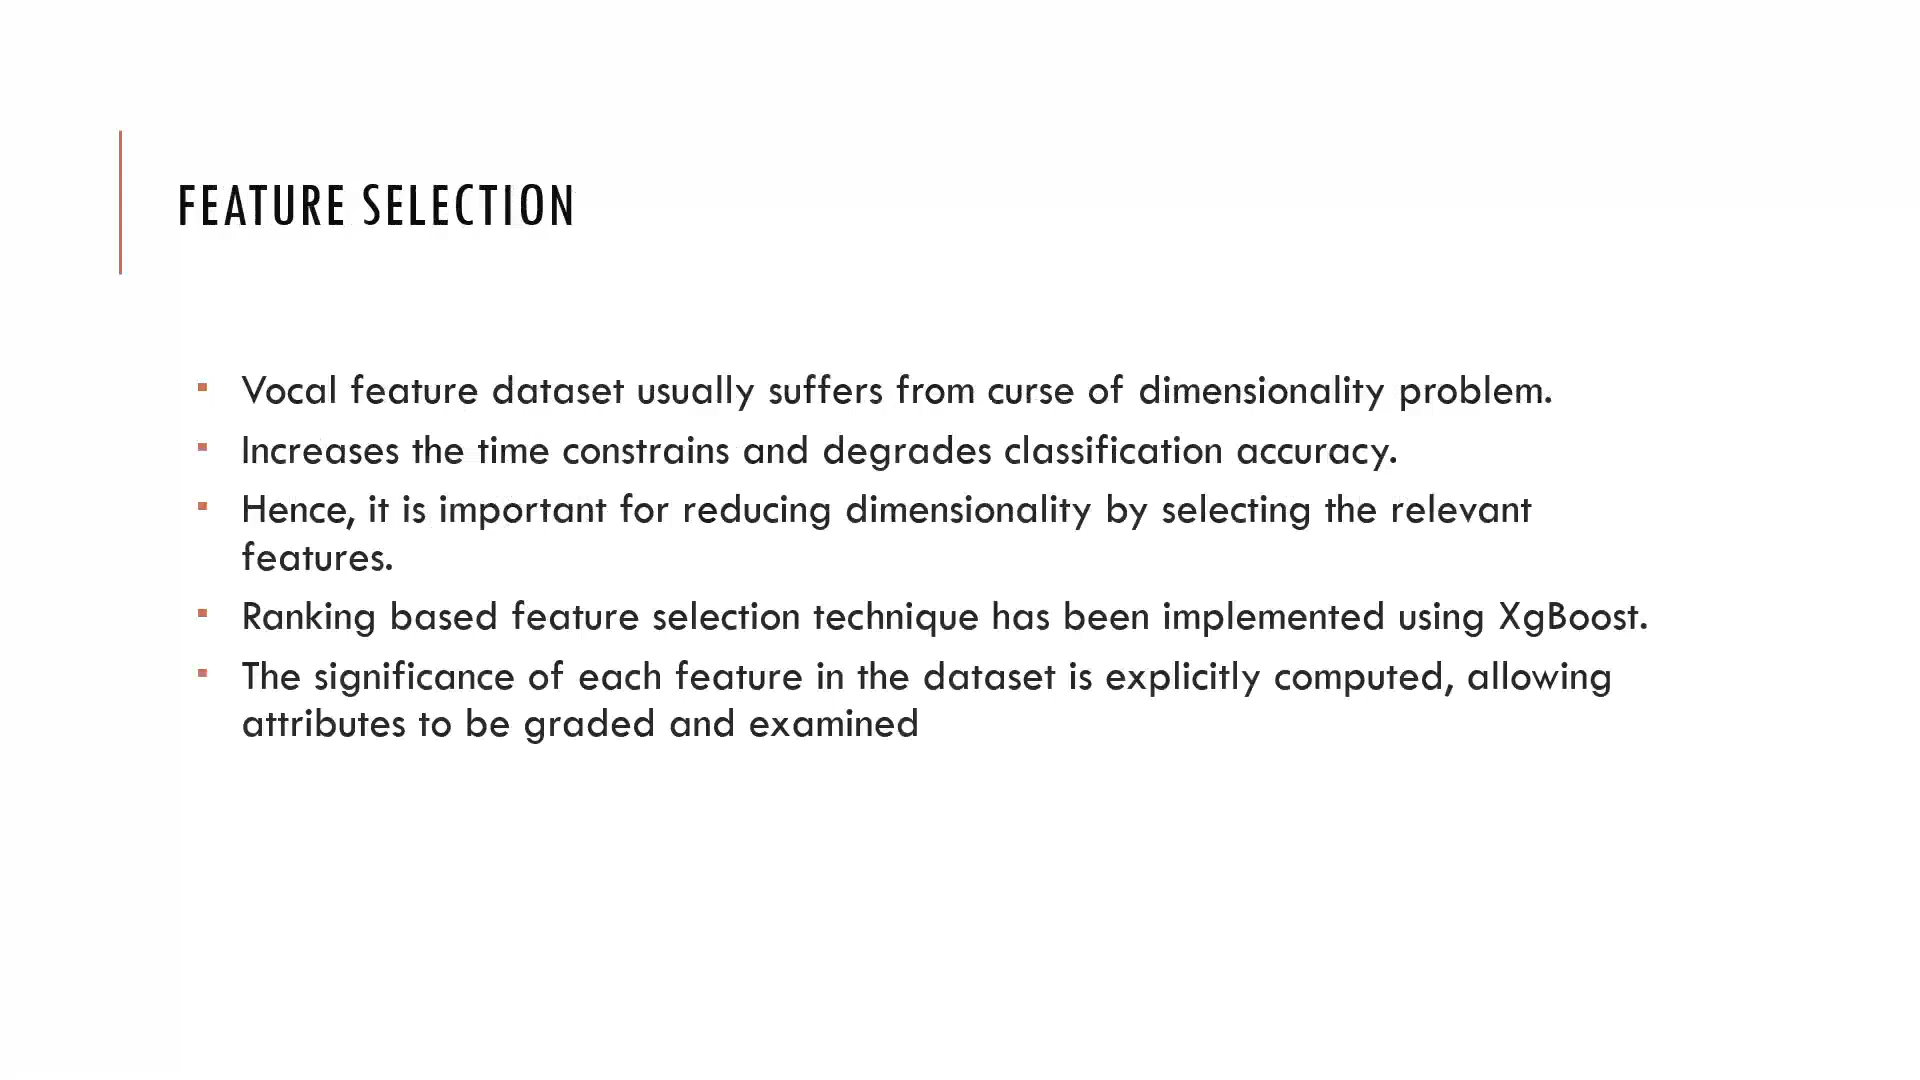 FEATURE SELECTION
Vocal feature dataset usually suffers from curse of dimensionality problem.
Increases the time constrains and degrades classification accuracy.
Hence, it is important for reducing dimensionality by selecting the relevant
features.
Ranking based feature selection technique has been implemented using XgBoost.
The significance of each feature in the dataset is explicitly computed, allowing
attributes to be graded and examined